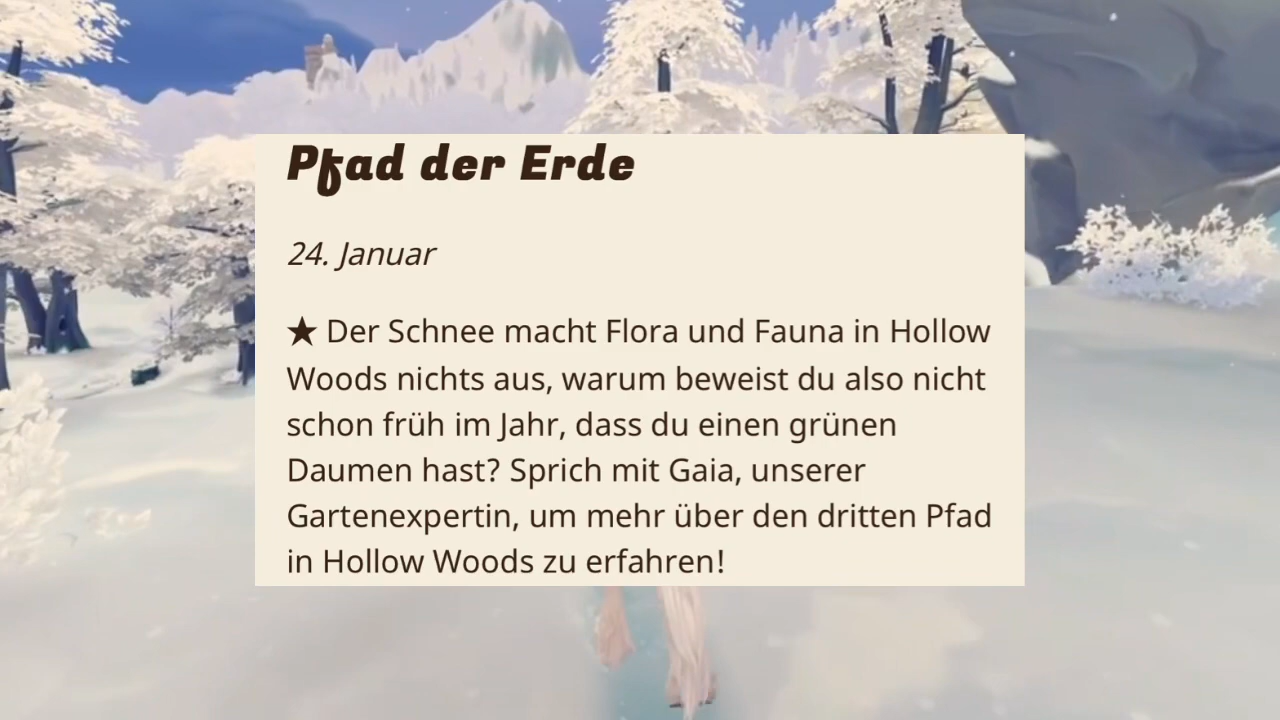 Pfad der Erde
24. Januar
★ Der Schnee macht Flora und Fauna in Hollow
Woods nichts aus, warum beweist du also nicht
schon früh im Jahr, dass du einen grünen
Daumen hast? Sprich mit Gaia, unserer
Gartenexpertin, um mehr über den dritten Pfad
in Hollow Woods zu erfahren!